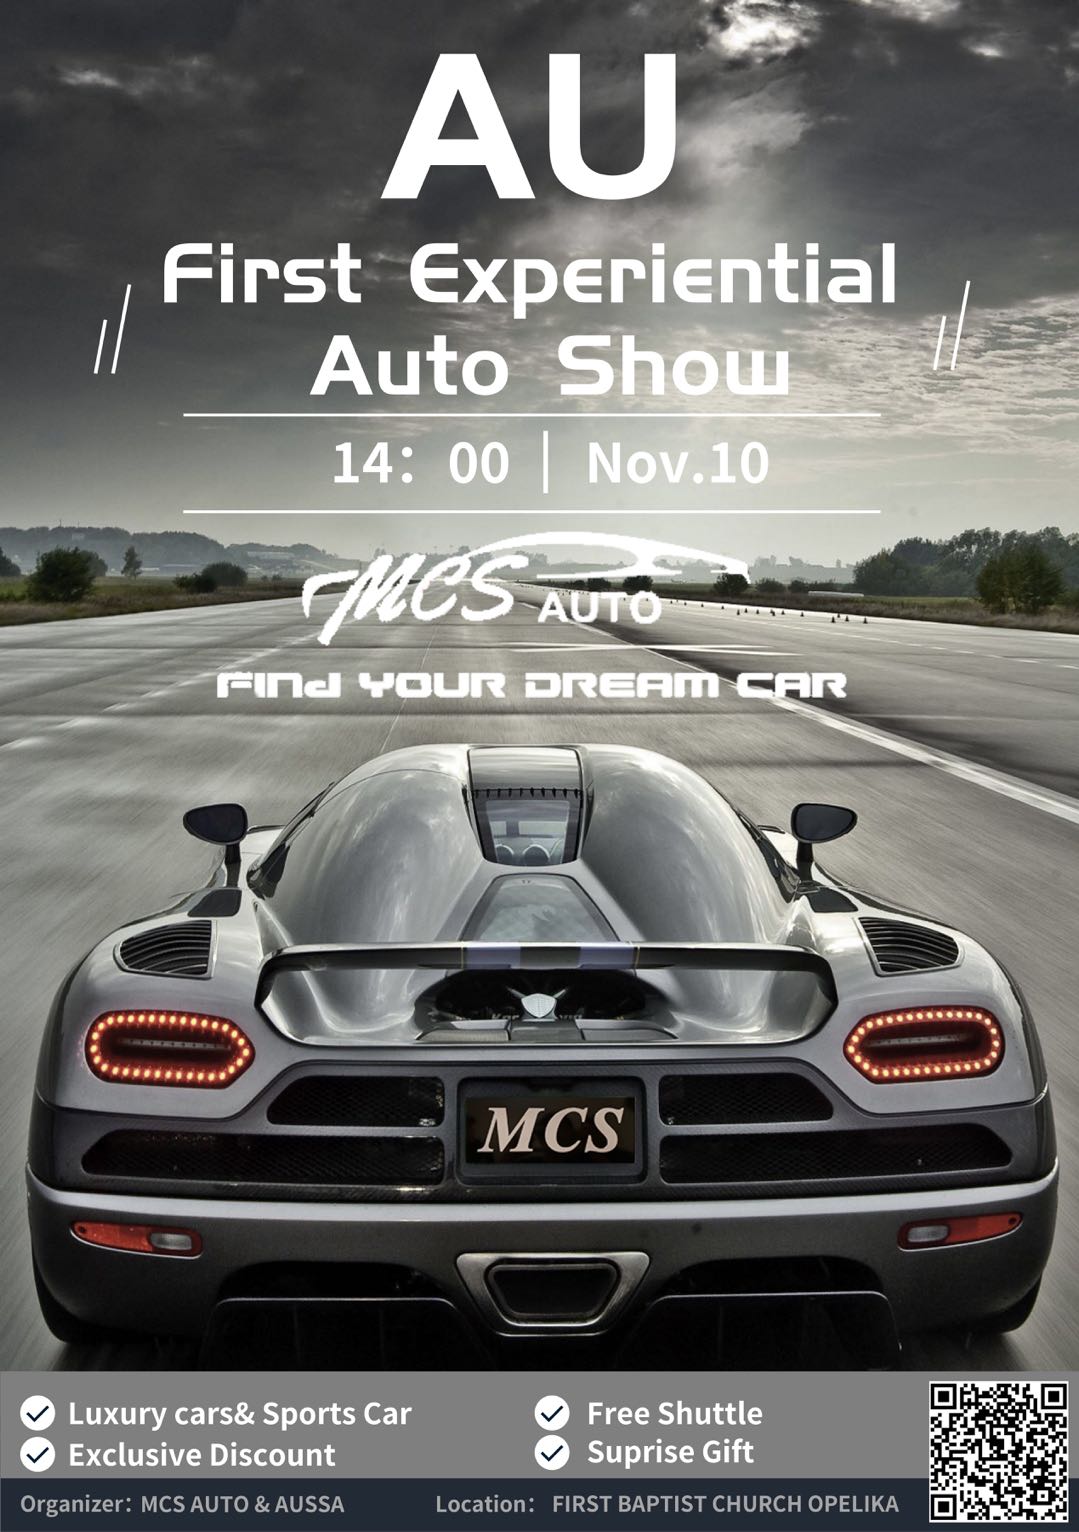 AU
First Experiential
Auto Show
14：00 | Nov.10
MCS AUTO
FINd YOUR DREAM CAR
MCS
Luxury cars& Sports Car
Free Shuttle
Exclusive Discount
Suprise Gift
Organizer：MCS AUTO & AUSSA
Location： FIRST BAPTIST CHURCH OPELIKA